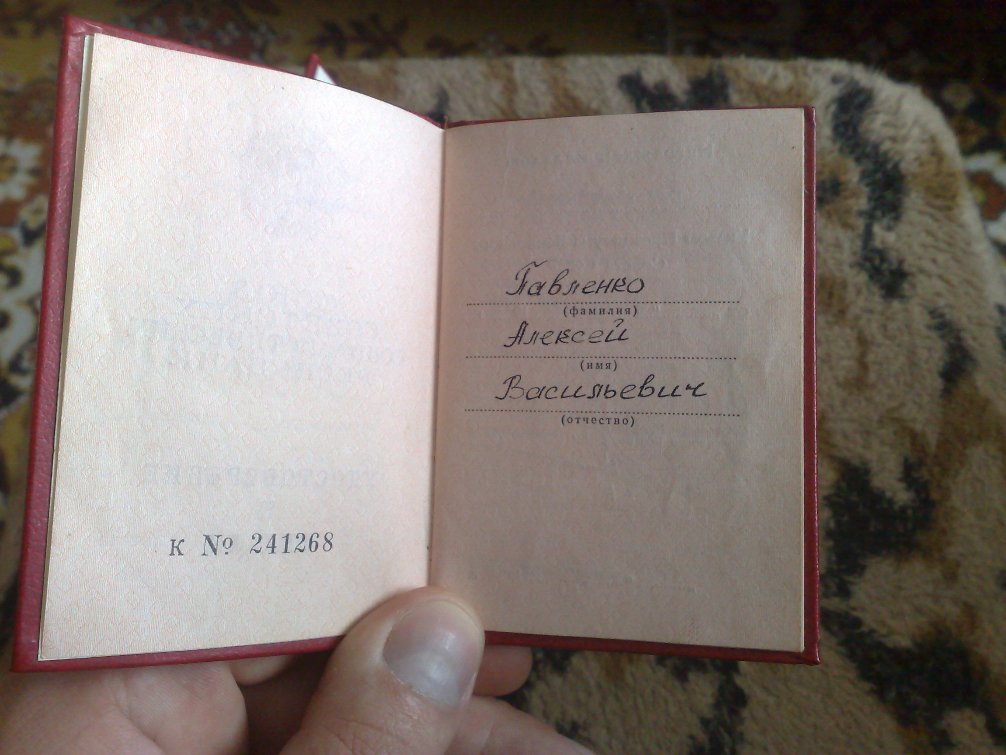 к № 241268
Павленко
(фамилия)
Алексей
(имя)
Васильевич
(отчество)